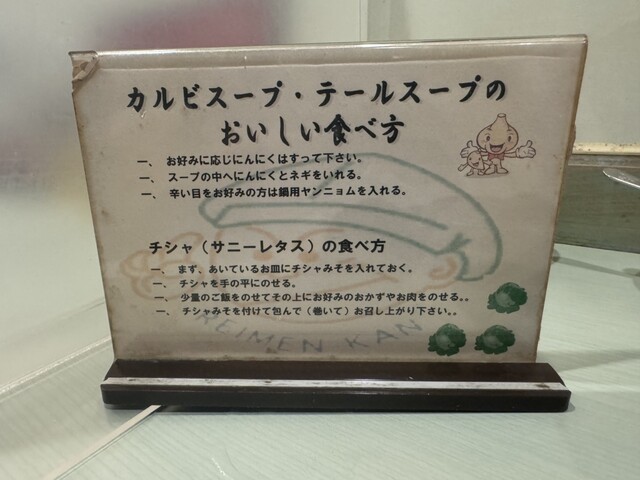 カルビスープ・テールスープの
おいしい食べ方
一、 お好みに応じにんにくはすって下さい。
一、 スープの中へにんにくとネギをいれる。
一、 辛い目をお好みの方は鍋用ヤンニョムを入れる。
チシャ（サニーレタス）の食べ方
一、 まず、あいているお皿にチシャみそを入れておく。
一、 チシャを手の平にのせる。
一、 少量のご飯をのせてその上にお好みのおかずやお肉をのせる。。
一、 チシャみそを付けて包んで（巻いて）お召し上がり下さい。。
REIMEN KAN